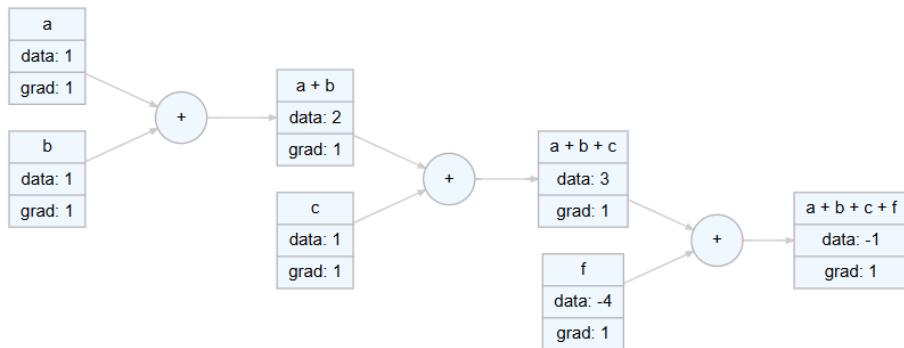 a
data: 1
grad: 1
b
data: 1
grad: 1
+
a + b
data: 2
grad: 1
c
data: 1
grad: 1
+
a + b + c
data: 3
grad: 1
f
data: -4
grad: 1
+
a + b + c + f
data: -1
grad: 1